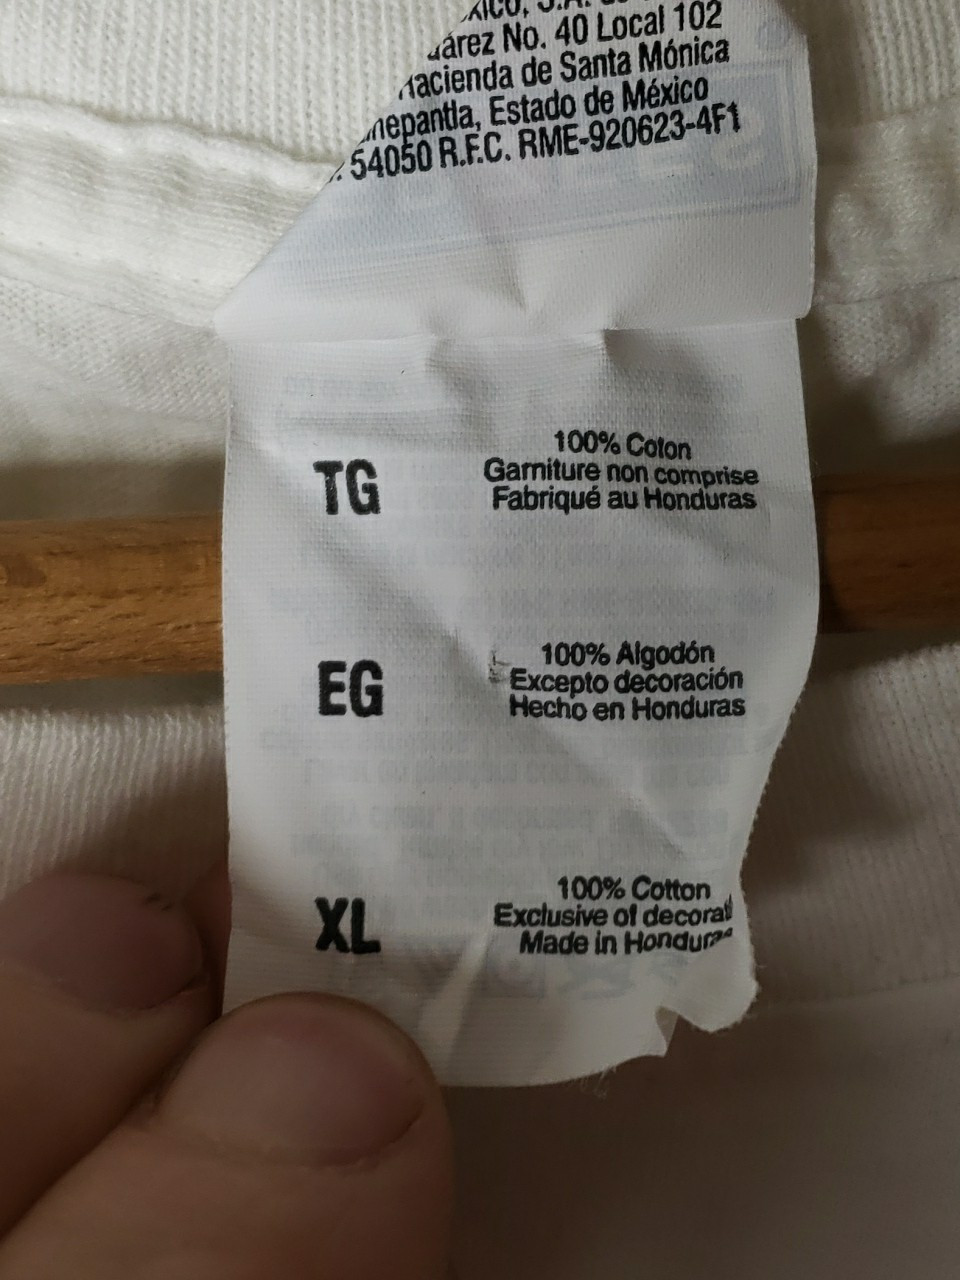 No. 40 Local 102
de Santa Mónica
Estado de México
54050 R.F.C. RME-920623-4F1
TG
100% Coton
Garniture non comprise
Fabriqué au Honduras
EG
100% Algodón
Excepto decoración
Hecho en Honduras
XL
100% Cotton
Exclusive of
Made in